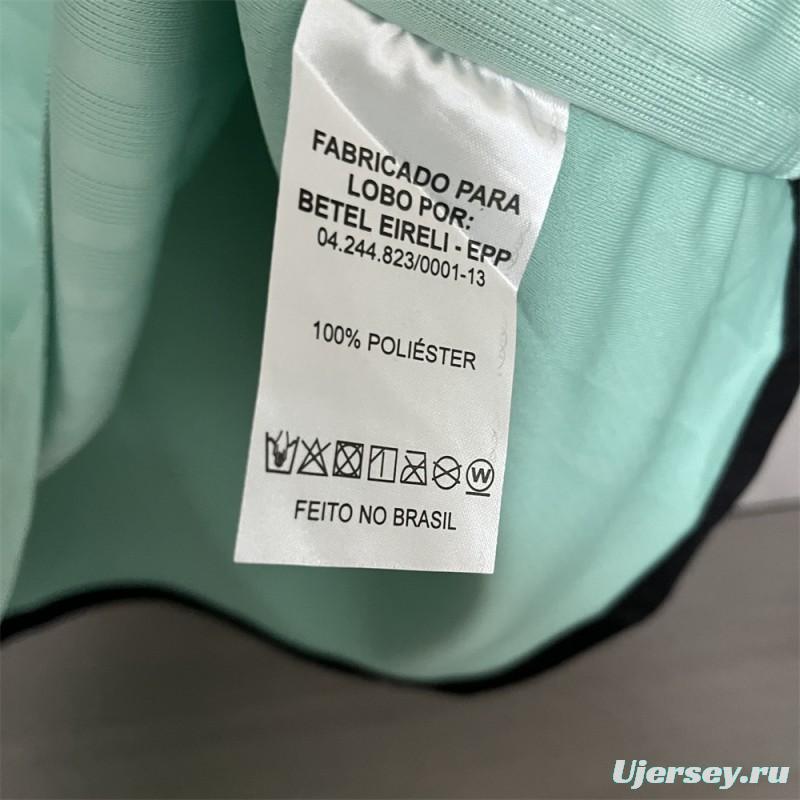 FABRICADO PARA
LOBO POR:
BETEL EIRELI - EPP
04.244.823/0001-13
100% POLIÉSTER
W
FEITO NO BRASIL
Ujersey.ru